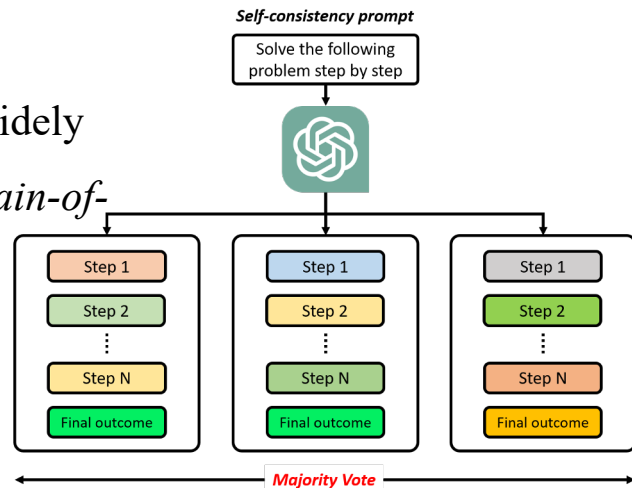 Self-consistency prompt
Solve the following
problem step by step
idely
ain-of-
Step 1
Step 2
Step N
Final outcome
Step 1
Step 2
Step N
Final outcome
Step 1
Step 2
Step N
Final outcome
Majority Vote